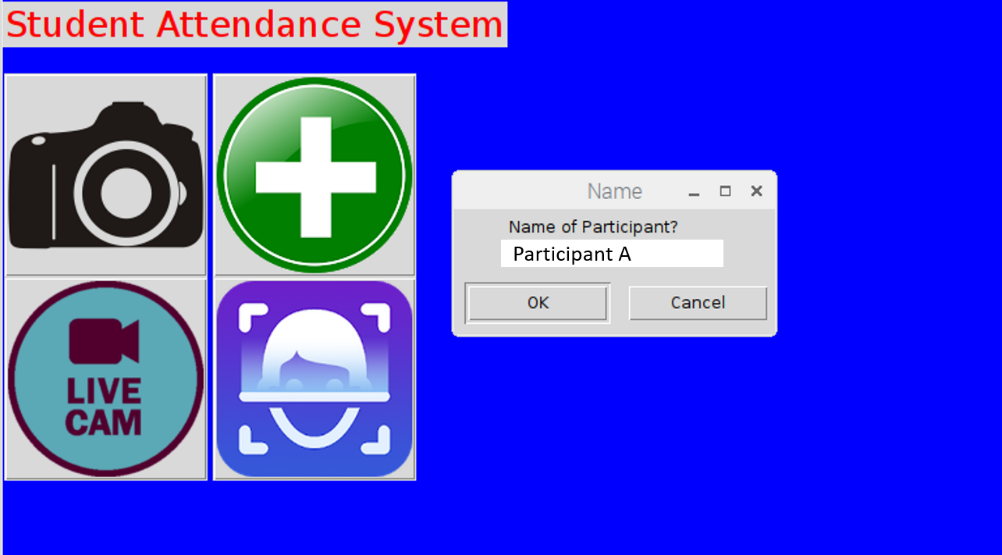 Student Attendance System
LIVE
CAM
Name
Name of Participant?
Participant A
OK
Cancel